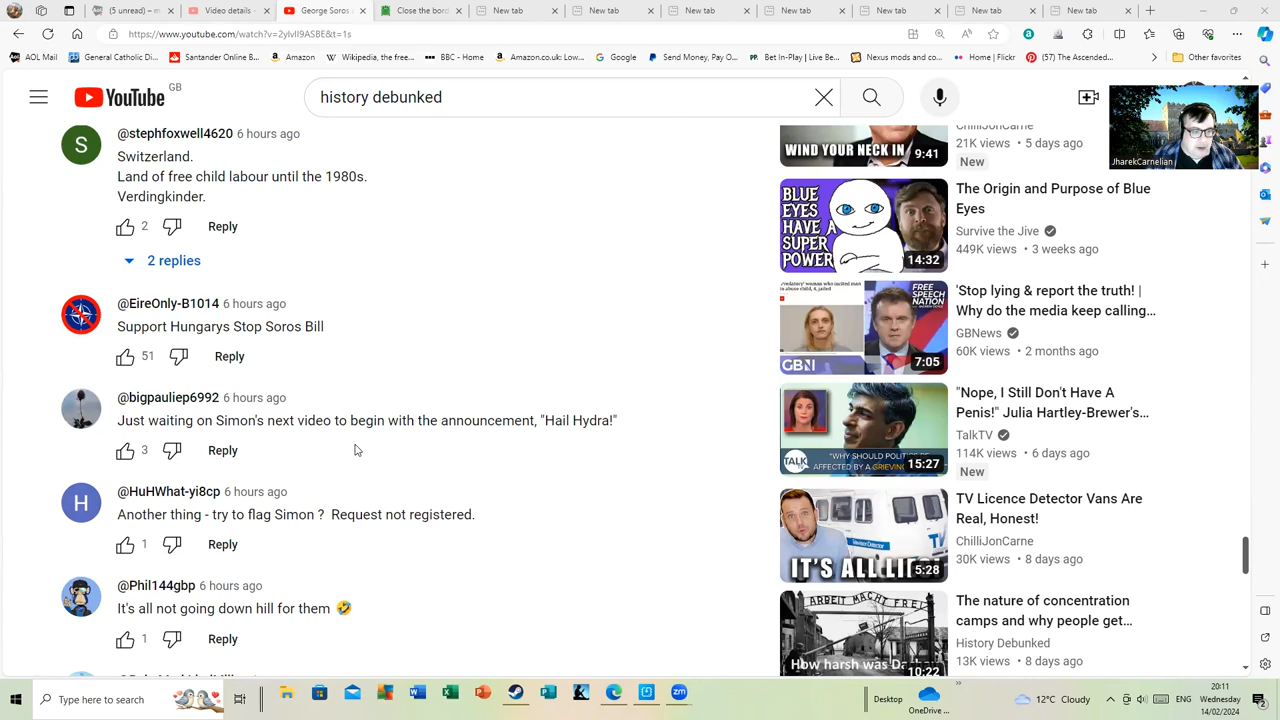 (5 unread) – m
Video details -
George Soros
Close the bord
New tab
New tab
New tab
New tab
New tab
https://www.youtube.com/watch?v=2ylvlI9ASBE&t=1s
AOL Mail
General Catholic Di...
Santander Online B...
Amazon
Wikipedia, the free...
BBC - Home
Amazon.co.uk: Low...
Google
Send Money, Pay O...
Bet In-Play | Live Be...
Nexus mods and co...
Home | Flickr
(57) The Ascended...
Other favorites
YouTube GB
history debunked
JharekCarnelian
@stephfoxwell4620 6 hours ago
Switzerland.
Land of free child labour until the 1980s.
Verdingkinder.
2 Reply
2 replies
@EireOnly-B1014 6 hours ago
Support Hungarys Stop Soros Bill
51 Reply
@bigpauliep6992 6 hours ago
Just waiting on Simon's next video to begin with the announcement, "Hail Hydra!"
3 Reply
@HuHWhat-yi8cp 6 hours ago
Another thing - try to flag Simon ? Request not registered.
1 Reply
@Phil144gbp 6 hours ago
It's all not going down hill for them 🤣
1 Reply
WIND YOUR NECK IN 9:41
ChilliJonCarne
21K views • 5 days ago
New
BLUE
EYES
HAVE A
SUPER
POWER
14:32
The Origin and Purpose of Blue
Eyes
Survive the Jive
449K views • 3 weeks ago
FREE
SPEECH
NATION
GBN
7:05
'Stop lying & report the truth! |
Why do the media keep calling...
GBNews
60K views • 2 months ago
TALK
"WHY SHOULD
AFFECTED BY A
15:27
"Nope, I Still Don't Have A
Penis!" Julia Hartley-Brewer's...
TalkTV
114K views • 6 days ago
New
IT'S ALL
5:28
TV Licence Detector Vans Are
Real, Honest!
ChilliJonCarne
30K views • 8 days ago
ARBEIT MACHT FREI
How harsh was
10:22
The nature of concentration
camps and why people get...
History Debunked
13K views • 8 days ago
Type here to search
Desktop
OneDrive ...
12°C Cloudy
ENG
20:11
Wednesday
14/02/2024
2